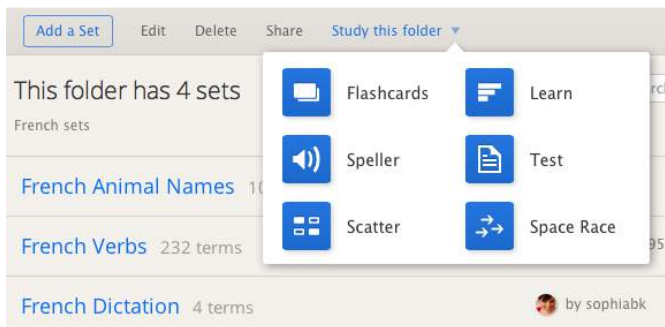 Add a Set Edit Delete Share Study this folder
This folder has 4 sets
French sets
Flashcards Learn
Speller Test
Scatter Space Race
French Animal Names
French Verbs 232 terms
French Dictation 4 terms by sophiabk